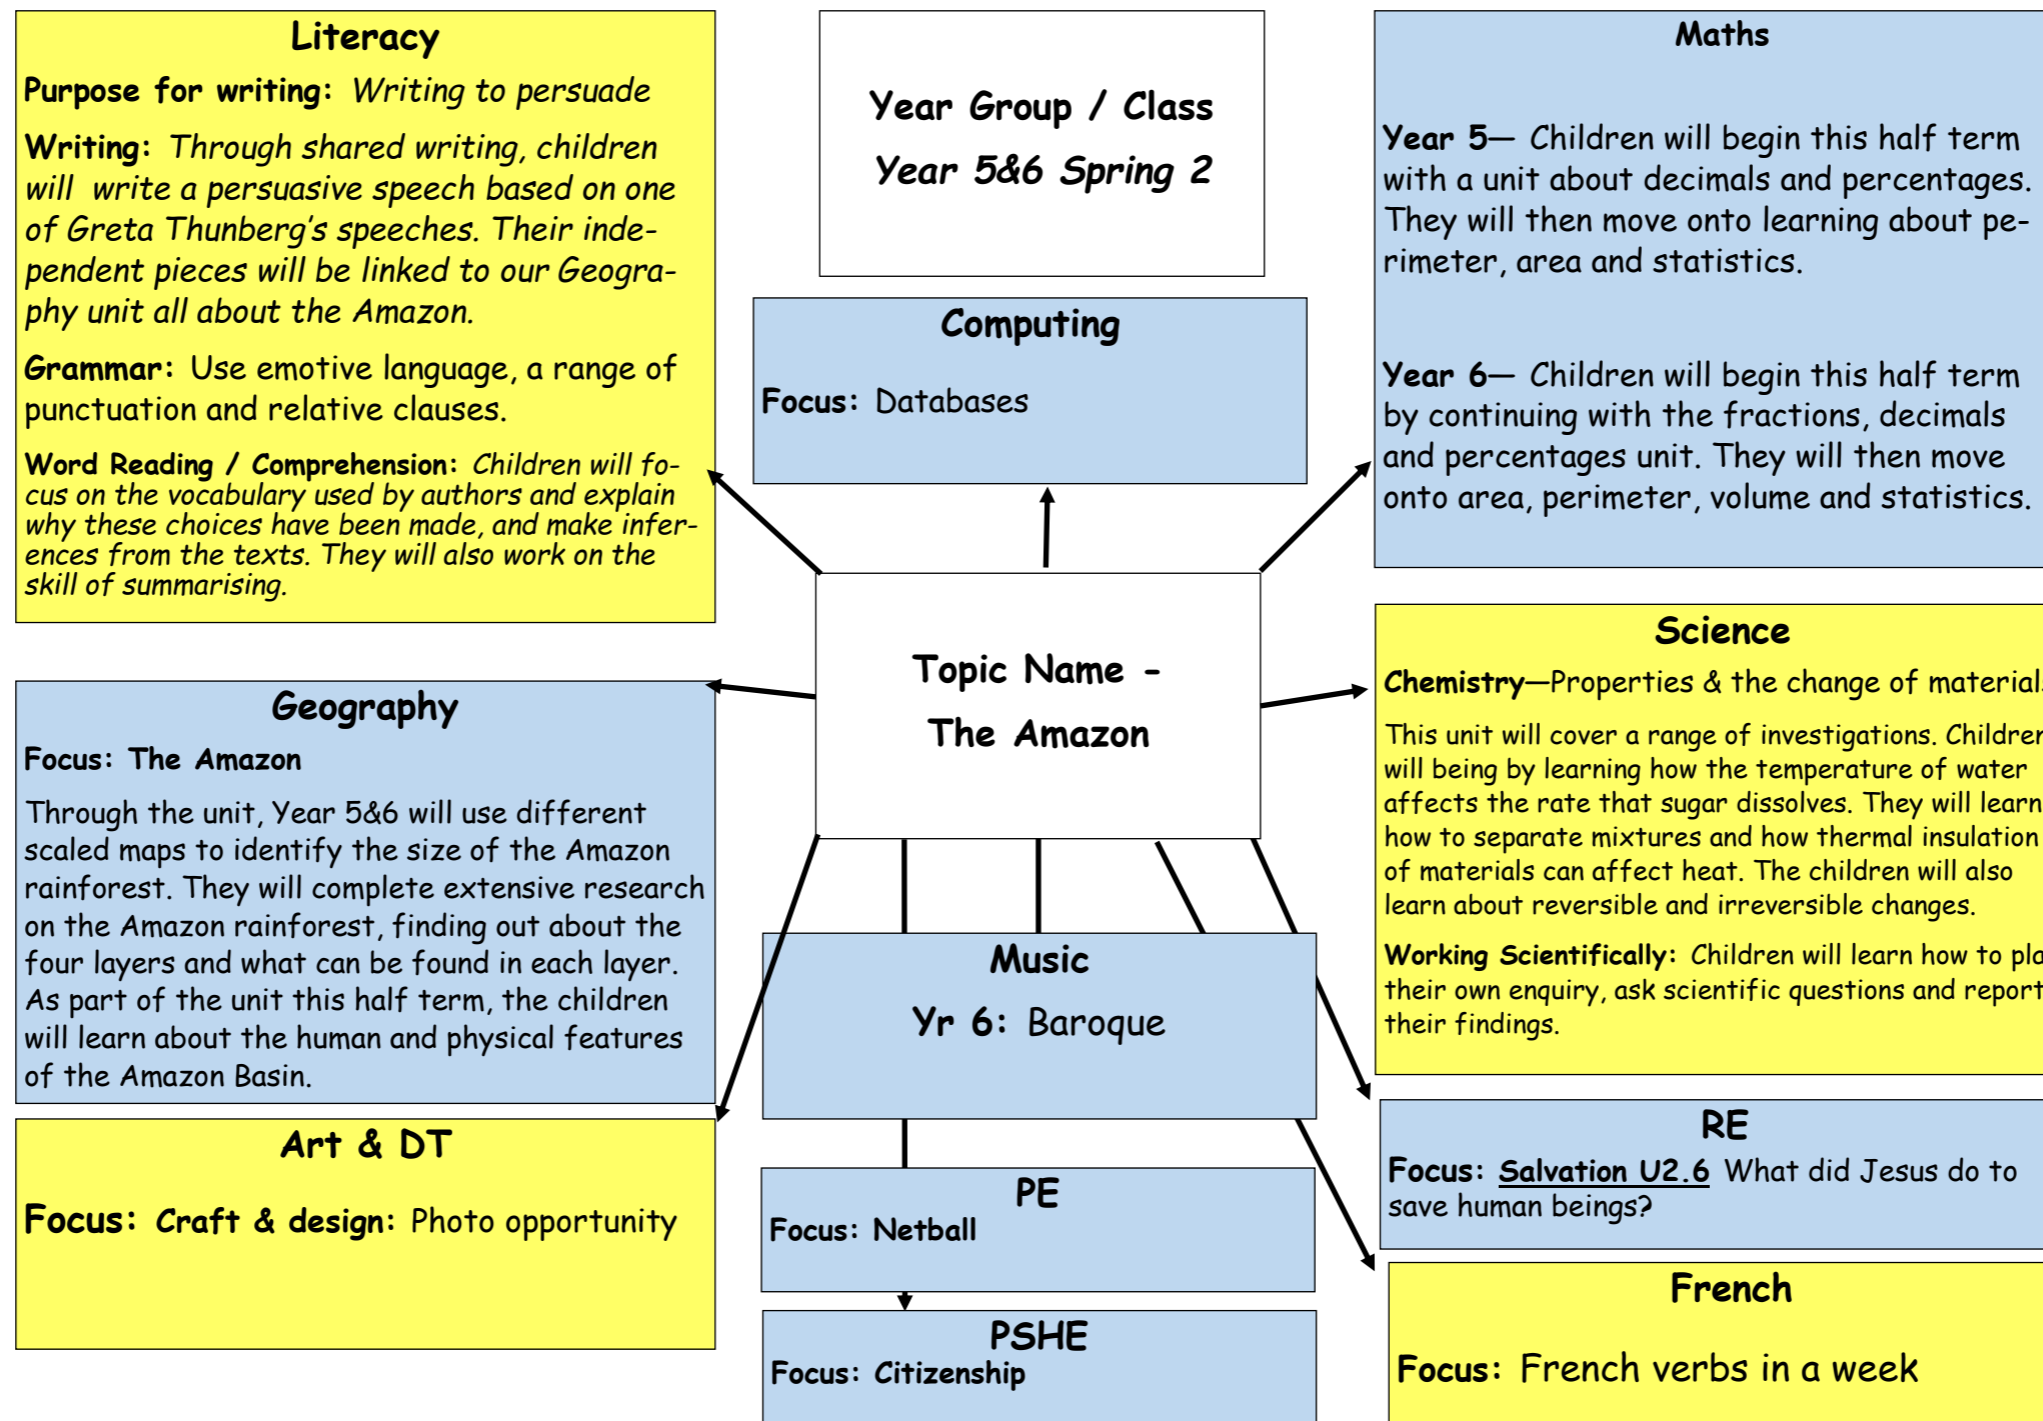 Literacy
Purpose for writing: Writing to persuade
Writing: Through shared writing, children
will write a persuasive speech based on one
of Greta Thunberg's speeches. Their inde-
pendent pieces will be linked to our Geogra-
phy unit all about the Amazon.
Grammar: Use emotive language, a range of
punctuation and relative clauses.
Word Reading / Comprehension: Children will fo-
cus on the vocabulary used by authors and explain
why these choices have been made, and make infer-
ences from the texts. They will also work on the
skill of summarising.
Year Group / Class
Year 5&6 Spring 2
Computing
Focus: Databases
Maths
Year 5— Children will begin this half term
with a unit about decimals and percentages.
They will then move onto learning about pe-
rimeter, area and statistics.
Year 6— Children will begin this half term
by continuing with the fractions, decimals
and percentages unit. They will then move
onto area, perimeter, volume and statistics.
Topic Name -
The Amazon
Geography
Focus: The Amazon
Through the unit, Year 5&6 will use different
scaled maps to identify the size of the Amazon
rainforest. They will complete extensive research
on the Amazon rainforest, finding out about the
four layers and what can be found in each layer.
As part of the unit this half term, the children
will learn about the human and physical features
of the Amazon Basin.
Science
Chemistry—Properties & the change of materials
This unit will cover a range of investigations. Children
will being by learning how the temperature of water
affects the rate that sugar dissolves. They will learn
how to separate mixtures and how thermal insulation
of materials can affect heat. The children will also
learn about reversible and irreversible changes.
Working Scientifically: Children will learn how to pla
their own enquiry, ask scientific questions and report
their findings.
Music
Yr 6: Baroque
Art & DT
Focus: Craft & design: Photo opportunity
PE
Focus: Netball
PSHE
Focus: Citizenship
RE
Focus: Salvation U2.6 What did Jesus do to
save human beings?
French
Focus: French verbs in a week